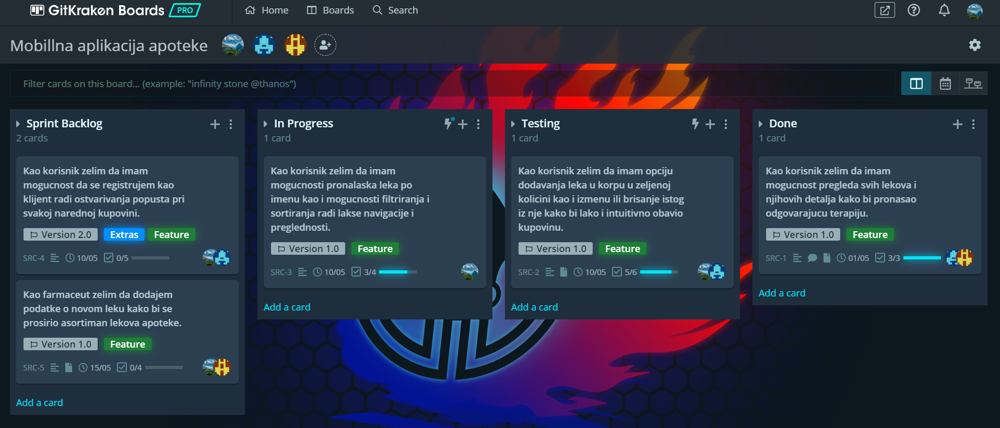 GitKraken Boards PRO
Home
Boards
Search
Mobillna aplikacija apoteke
Filter cards on this board... (example: "infinity stone @thanos")
Sprint Backlog
2 cards
Kao korisnik zelim da imam
mogucnost da se registrujem kao
klijent radi ostvarivanja popusta pri
svakoj narednoj kupovini.
Version 2.0 Extras Feature
SRC-4 10/05 0/5
Kao farmaceut zelim da dodajem
podatke o novom leku kako bi se
prosirio asortiman lekova apoteke.
Version 1.0 Feature
SRC-5 15/05 0/4
Add a card
In Progress
1 card
Kao korisnik zelim da imam
mogucnosti pronalaska leka po
imenu kao i mogucnosti filtriranja i
sortiranja radi lakse navigacije i
preglednosti.
Version 1.0 Feature
SRC-3 10/05 3/4
Add a card
Testing
1 card
Kao korisnik zelim da imam opciju
dodavanja leka u korpu u zeljenoj
kolicini kao i izmenu ili brisanje istog
iz nje kako bi lako i intuitivno obavio
kupovinu.
Version 1.0 Feature
SRC-2 10/05 5/6
Add a card
Done
1 card
Kao korisnik zelim da imam
mogucnost pregleda svih lekova i
njihovih detalja kako bi pronasao
odgovarajucu terapiju.
Version 1.0 Feature
SRC-1 01/05 3/3
Add a card